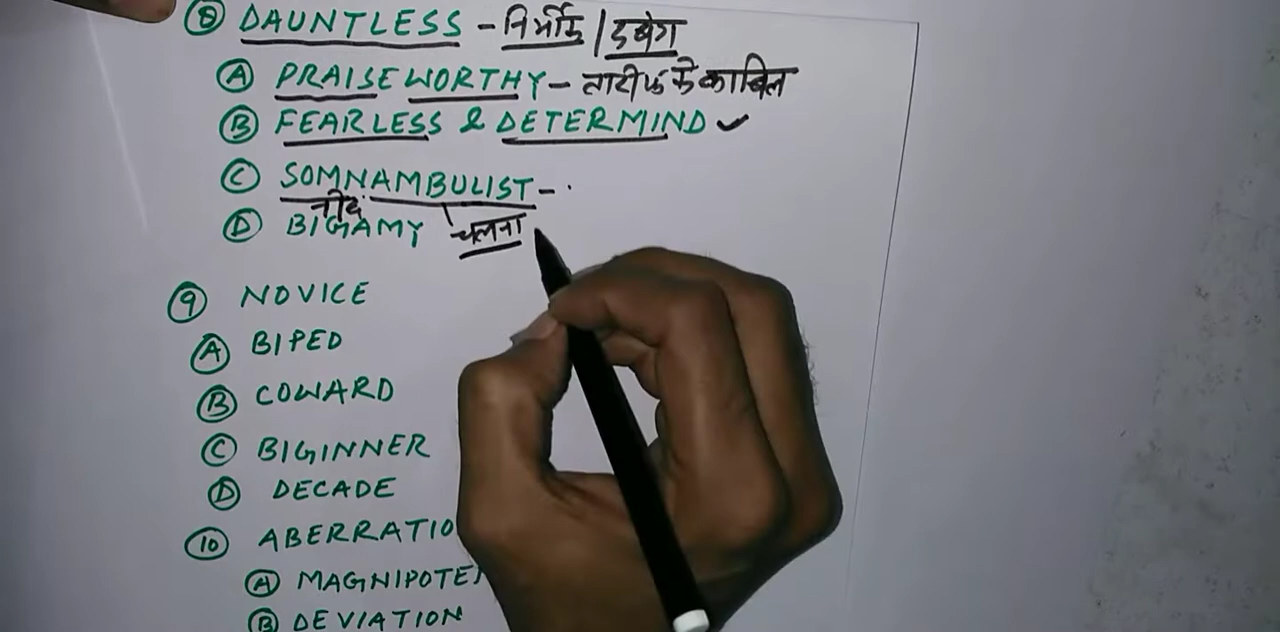 ⑧ DAUNTLESS - निर्भीक / दबंग
Ⓐ PRAISEWORTHY - तारीफ के काबिल
Ⓑ FEARLESS & DETERMIND ✓
Ⓒ SOMNAMBULIST -
नींद
Ⓓ BIGAMY चलना
⑨ NOVICE
Ⓐ BIPED
Ⓑ COWARD
Ⓒ BIGINNER
Ⓓ DECADE
⑩ ABERRATIO
Ⓐ MAGNIPOTE
Ⓑ DEVIATION